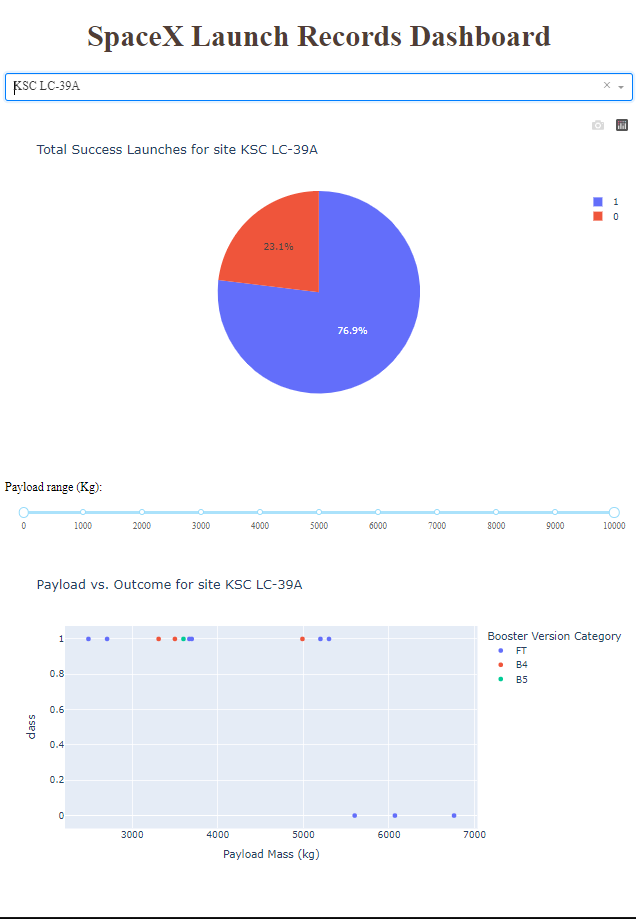 SpaceX Launch Records Dashboard
KSC LC-39A
Total Success Launches for site KSC LC-39A
1
0
23.1%
76.9%
Payload range (Kg):
0 1000 2000 3000 4000 5000 6000 7000 8000 9000 10000
Payload vs. Outcome for site KSC LC-39A
Booster Version Category
FT
B4
B5
class
1
0.8
0.6
0.4
0.2
0
3000 4000 5000 6000 7000
Payload Mass (kg)